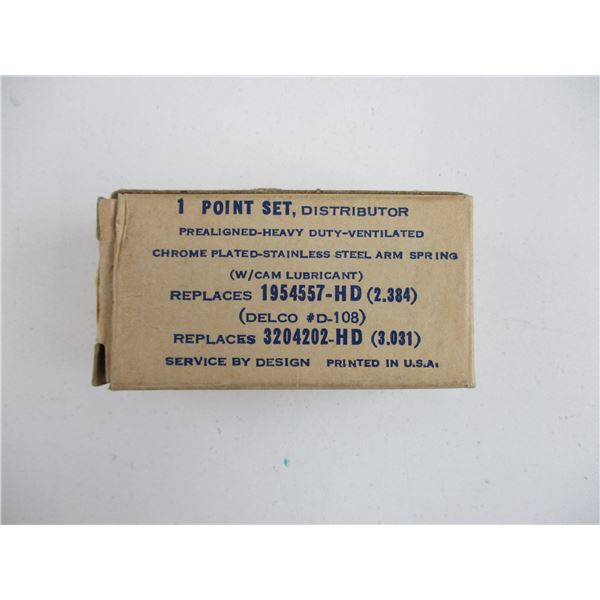 1 POINT SET, DISTRIBUTOR
PREALIGNED-HEAVY DUTY-VENTILATED
CHROME PLATED-STAINLESS STEEL ARM SPRING
(W/CAM LUBRICANT)
REPLACES 1954557-HD (2.384)
(DELCO #D-108)
REPLACES 3204202-HD (3.031)
SERVICE BY DESIGN PRINTED IN U.S.A.